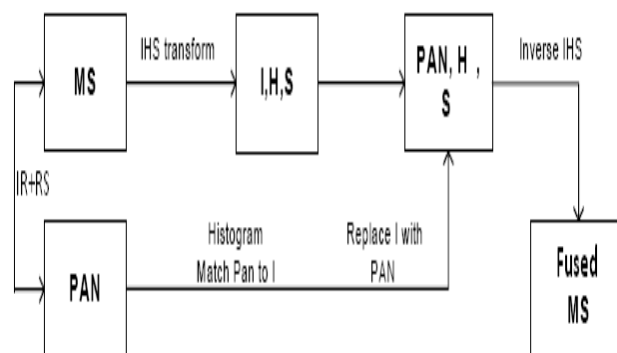 IHS transform
Inverse IHS
MS
I,H,S
PAN, H ,
S
IR+RS
PAN
Histogram
Match Pan to I
Replace I with
PAN
Fused
MS